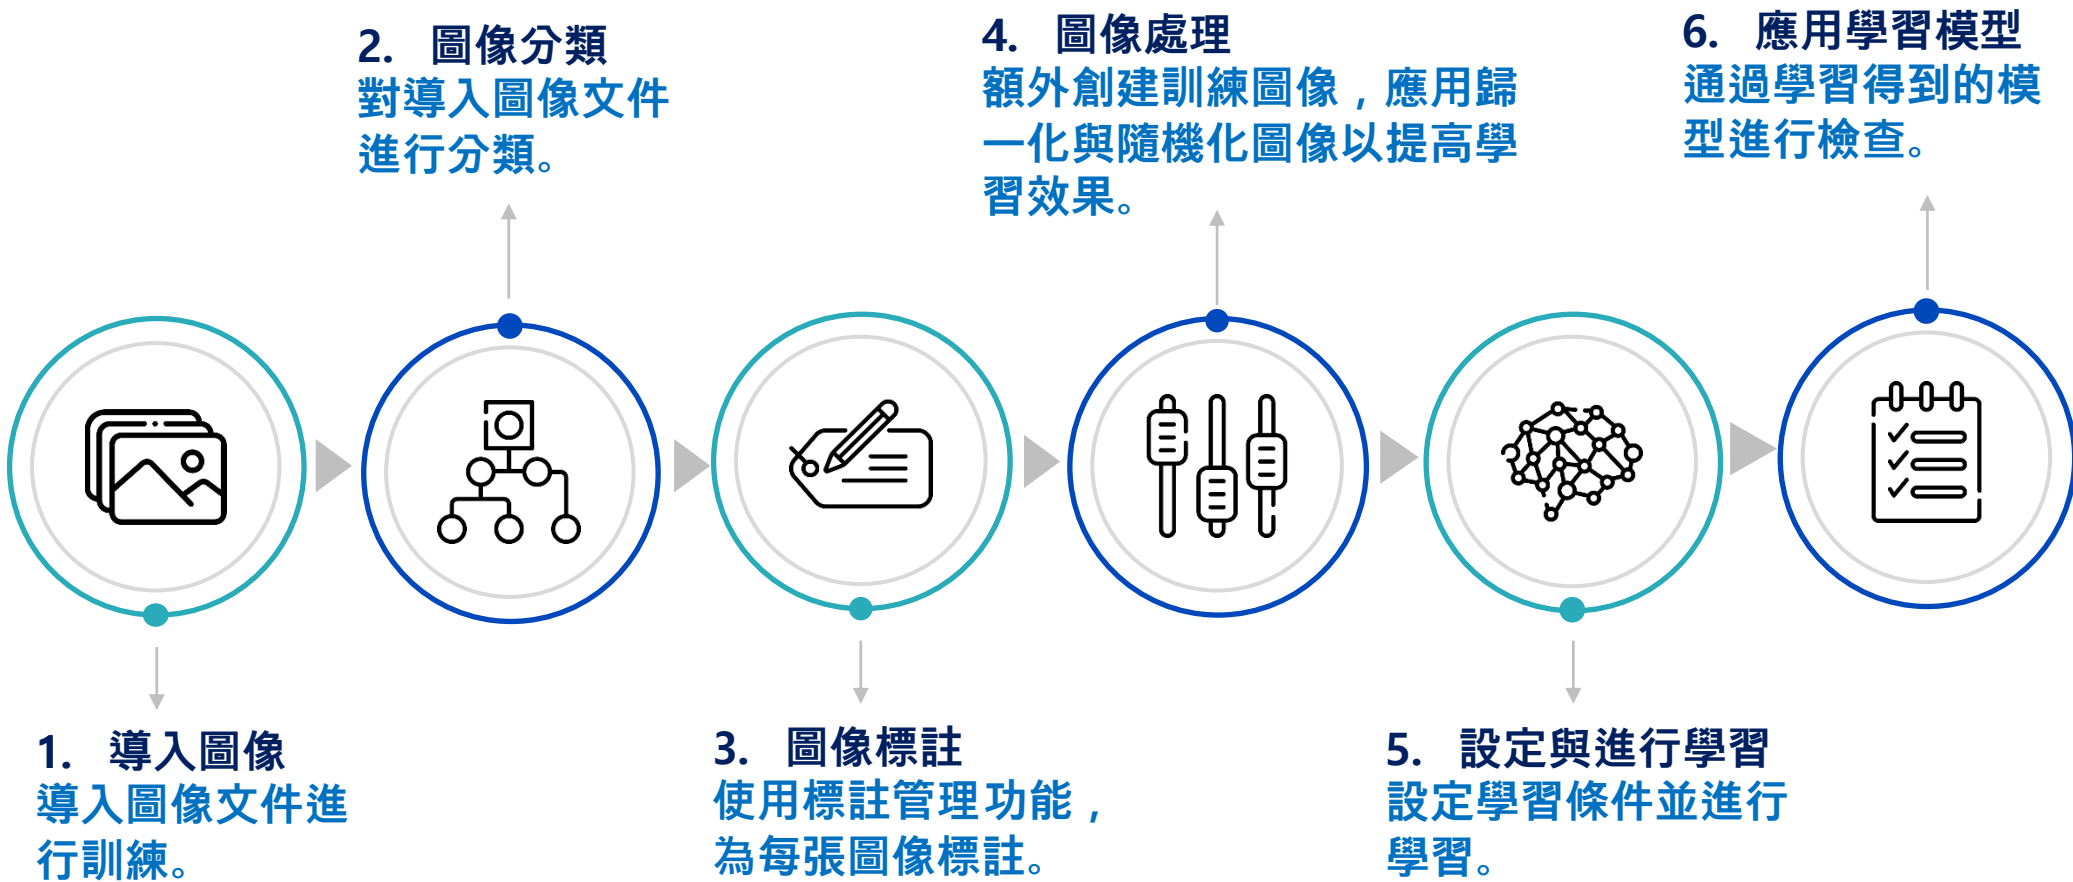 1. 導入圖像
導入圖像文件進
行訓練。
2. 圖像分類
對導入圖像文件
進行分類。
3. 圖像標註
使用標註管理功能，
為每張圖像標註。
4. 圖像處理
額外創建訓練圖像，應用歸
一化與隨機化圖像以提高學
習效果。
5. 設定與進行學習
設定學習條件並進行
學習。
6. 應用學習模型
通過學習得到的模
型進行檢查。